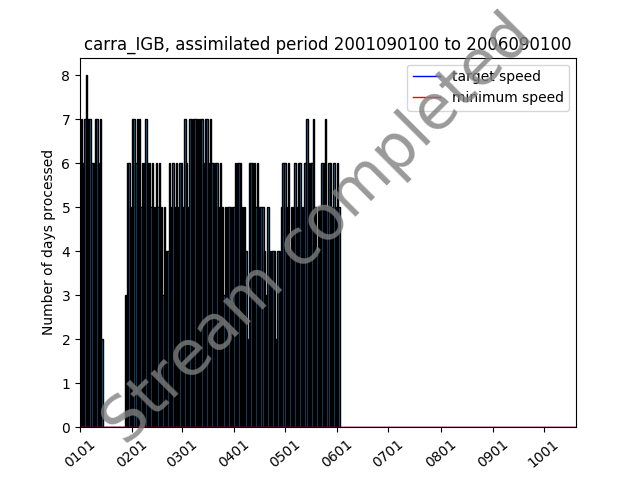 carra_IGB, assimilated period 2001090100 to 2006090100
target speed
minimum speed
Number of days processed
8
7
6
5
4
3
2
1
0
0101 0201 0301 0401 0501 0601 0701 0801 0901 1001
Stream completed